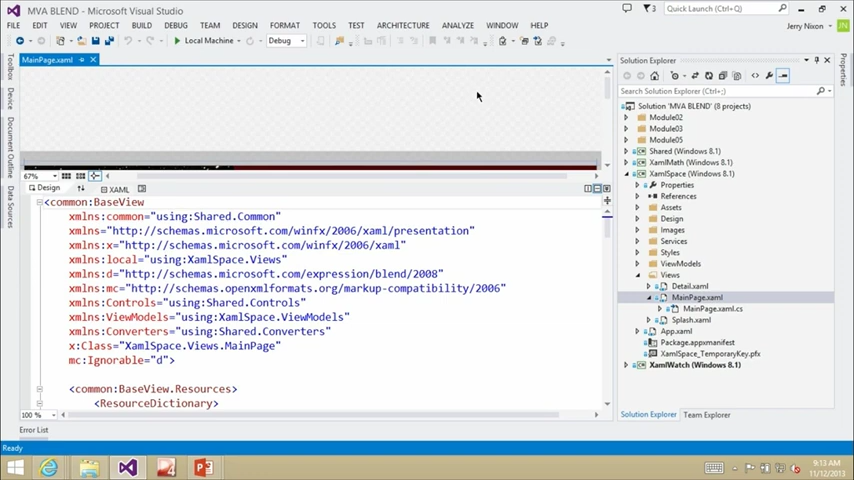 MVA BLEND - Microsoft Visual Studio
3
Quick Launch (Ctrl+;)
FILE EDIT VIEW PROJECT BUILD DEBUG TEAM DESIGN FORMAT TOOLS TEST ARCHITECTURE ANALYZE WINDOW HELP
Jerry Nixon JN
Local Machine Debug
Toolbox
Device
Document Outline
Data Sources
MainPage.xaml
67%
Design XAML
<common:BaseView
xmlns:common="using:Shared.Common"
xmlns="http://schemas.microsoft.com/winfx/2006/xaml/presentation"
xmlns:x="http://schemas.microsoft.com/winfx/2006/xaml"
xmlns:local="using:XamlSpace.Views"
xmlns:d="http://schemas.microsoft.com/expression/blend/2008"
xmlns:mc="http://schemas.openxmlformats.org/markup-compatibility/2006"
xmlns:Controls="using:Shared.Controls"
xmlns:ViewModels="using:XamlSpace.ViewModels"
xmlns:Converters="using:Shared.Converters"
x:Class="XamlSpace.Views.MainPage"
mc:Ignorable="d">
<common:BaseView.Resources>
<ResourceDictionary>
100 %
Error List
Solution Explorer
Search Solution Explorer (Ctrl+;)
Solution 'MVA BLEND' (8 projects)
Module02
Module03
Module05
Shared (Windows 8.1)
XamlMath (Windows 8.1)
XamlSpace (Windows 8.1)
Properties
References
Assets
Design
Images
Services
Styles
ViewModels
Views
Detail.xaml
MainPage.xaml
MainPage.xaml.cs
Splash.xaml
App.xaml
Package.appxmanifest
XamlSpace_TemporaryKey.pfx
XamlWatch (Windows 8.1)
Solution Explorer Team Explorer
Properties
Ready
9:13 AM
11/12/2013